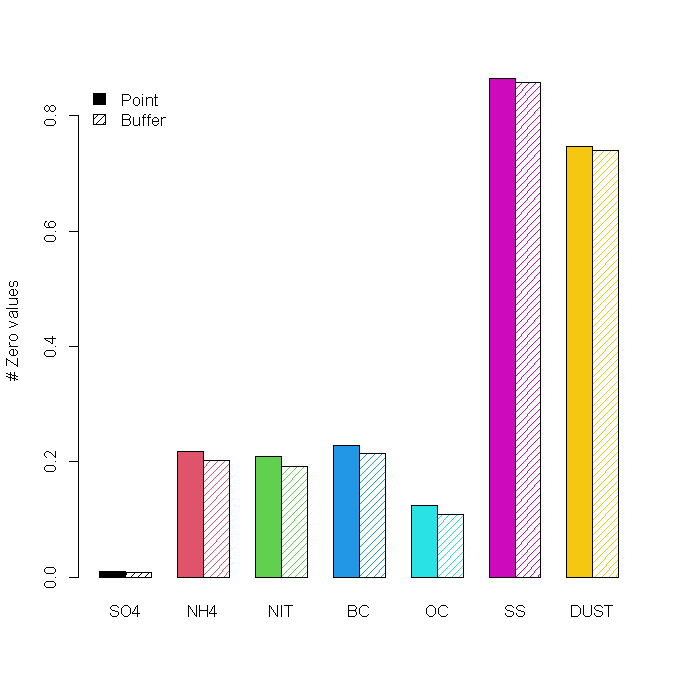 Point
Buffer
# Zero values
0.8
0.6
0.4
0.2
0.0
SO4 NH4 NIT BC OC SS DUST